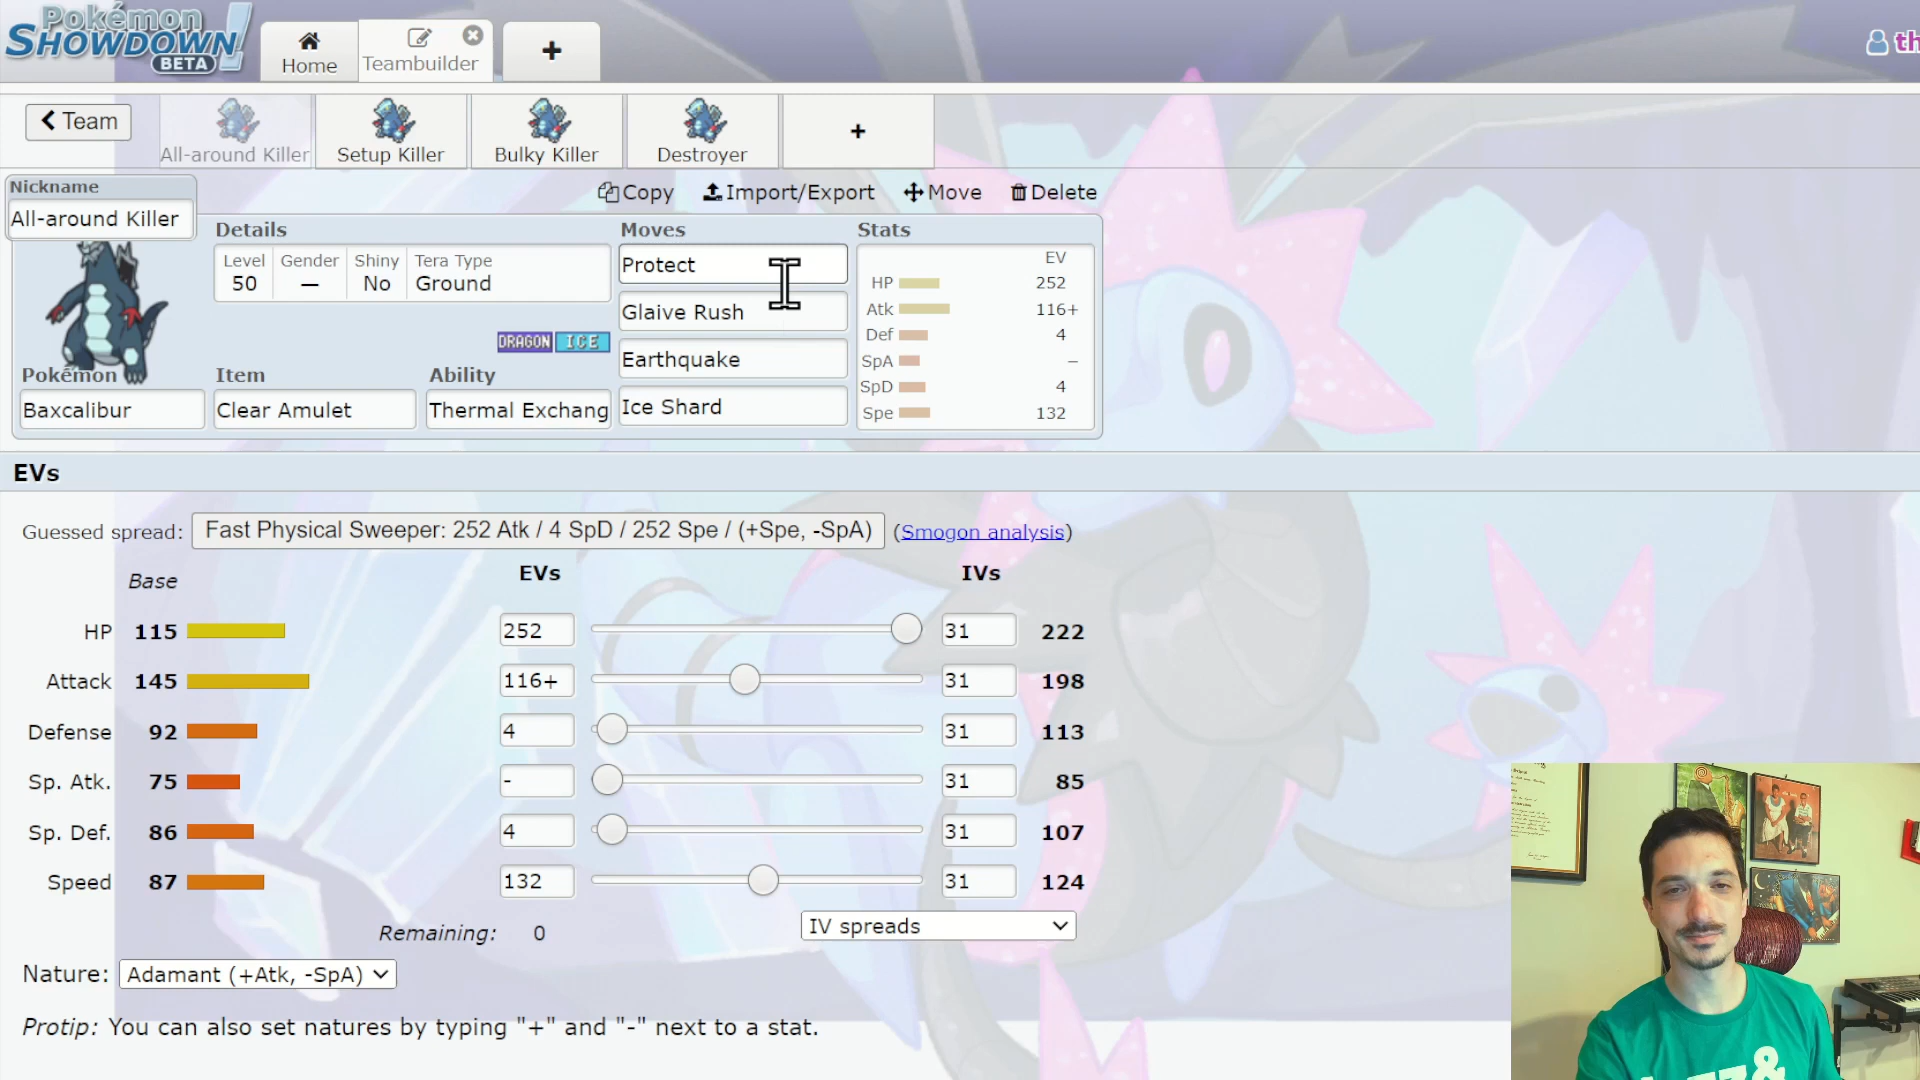 Pokémon
SHOWDOWN!
BETA
Home
Teambuilder
+
th
Team
All-around Killer
Setup Killer
Bulky Killer
Destroyer
+
Copy
Import/Export
Move
Delete
Nickname
All-around Killer
Details
Level
50
Gender
—
Shiny
No
Tera Type
Ground
DRAGON ICE
Pokémon
Baxcalibur
Item
Clear Amulet
Ability
Thermal Exchang
Moves
Protect
Glaive Rush
Earthquake
Ice Shard
Stats
EV
HP 252
Atk 116+
Def 4
SpA –
SpD 4
Spe 132
EVs
Guessed spread: Fast Physical Sweeper: 252 Atk / 4 SpD / 252 Spe / (+Spe, -SpA) (Smogon analysis)
Base EVs IVs
HP 115 252 31 222
Attack 145 116+ 31 198
Defense 92 4 31 113
Sp. Atk. 75 - 31 85
Sp. Def. 86 4 31 107
Speed 87 132 31 124
Remaining: 0
IV spreads
Nature: Adamant (+Atk, -SpA)
Protip: You can also set natures by typing "+" and "-" next to a stat.